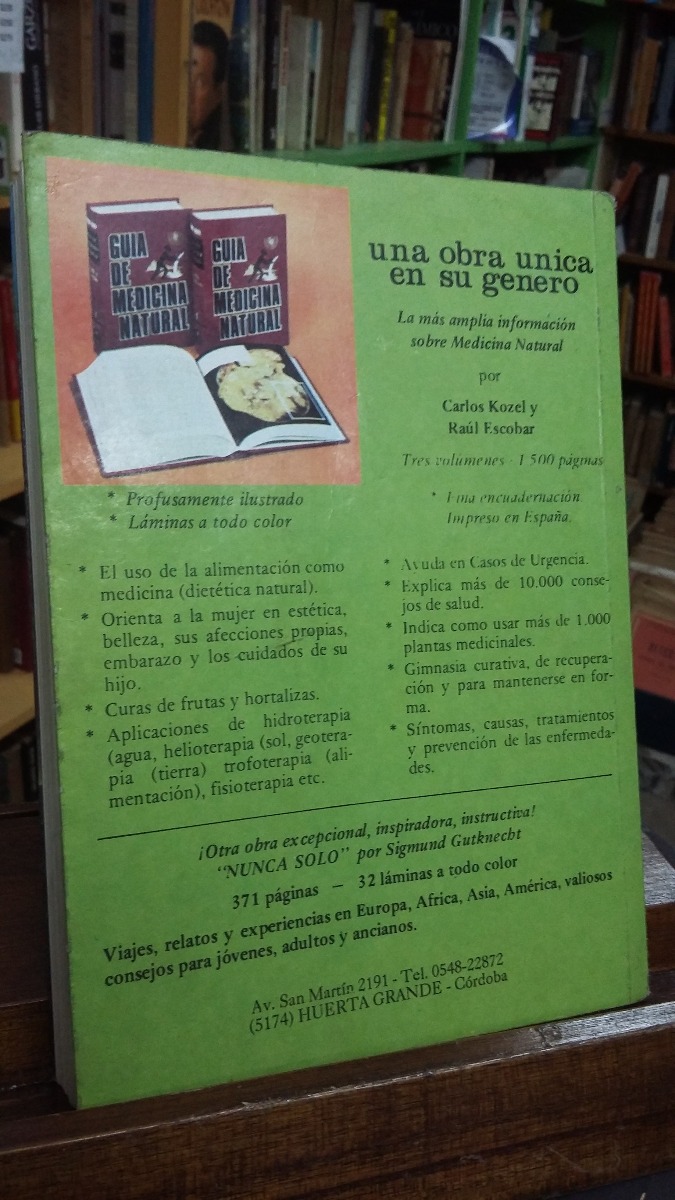 GUIA
DE
MEDICINA
NATURAL
GUIA
DE
MEDICINA
NATURAL
una obra unica
en su genero
La más amplia información
sobre Medicina Natural
por
Carlos Kozel y
Raúl Escobar
Tres volúmenes - 1 500 páginas
* Profusamente ilustrado
* Láminas a todo color
* Fina encuadernación.
Impreso en España.
* El uso de la alimentación como
medicina (dietética natural).
* Orienta a la mujer en estética,
belleza, sus afecciones propias,
embarazo y los cuidados de su
hijo.
* Curas de frutas y hortalizas.
* Aplicaciones de hidroterapia
(agua, helioterapia (sol, geotera-
pia (tierra) trofoterapia (ali-
mentación), fisioterapia etc.
* Ayuda en Casos de Urgencia.
* Explica más de 10.000 conse-
jos de salud.
* Indica como usar más de 1.000
plantas medicinales.
* Gimnasia curativa, de recupera-
ción y para mantenerse en for-
ma.
* Síntomas, causas, tratamientos
y prevención de las enfermeda-
des.
¡Otra obra excepcional, inspiradora, instructiva!
“NUNCA SOLO” por Sigmund Gutknecht
371 páginas — 32 láminas a todo color
Viajes, relatos y experiencias en Europa, Africa, Asia, América, valiosos
consejos para jóvenes, adultos y ancianos.
Av. San Martín 2191 - Tel. 0548-22872
(5174) HUERTA GRANDE - Córdoba